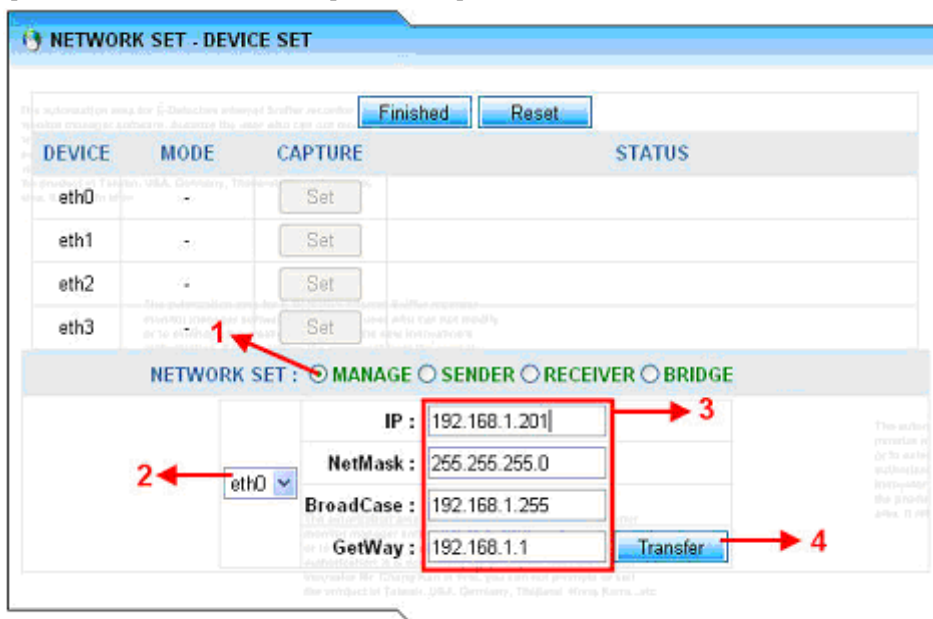 NETWORK SET - DEVICE SET
Finished Reset
DEVICE MODE CAPTURE STATUS
eth0 - Set
eth1 - Set
eth2 - Set
eth3 - Set
1
NETWORK SET : MANAGE SENDER RECEIVER BRIDGE
IP : 192.168.1.201
3
2
eth0
NetMask : 255.255.255.0
BroadCase : 192.168.1.255
GetWay : 192.168.1.1
Transfer
4